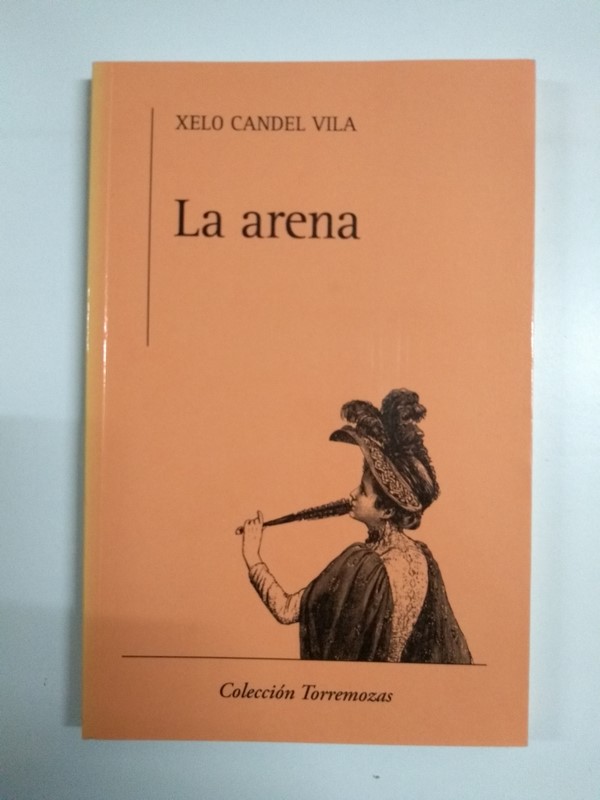 XELO CANDEL VILA
La arena
Colección Torremozas